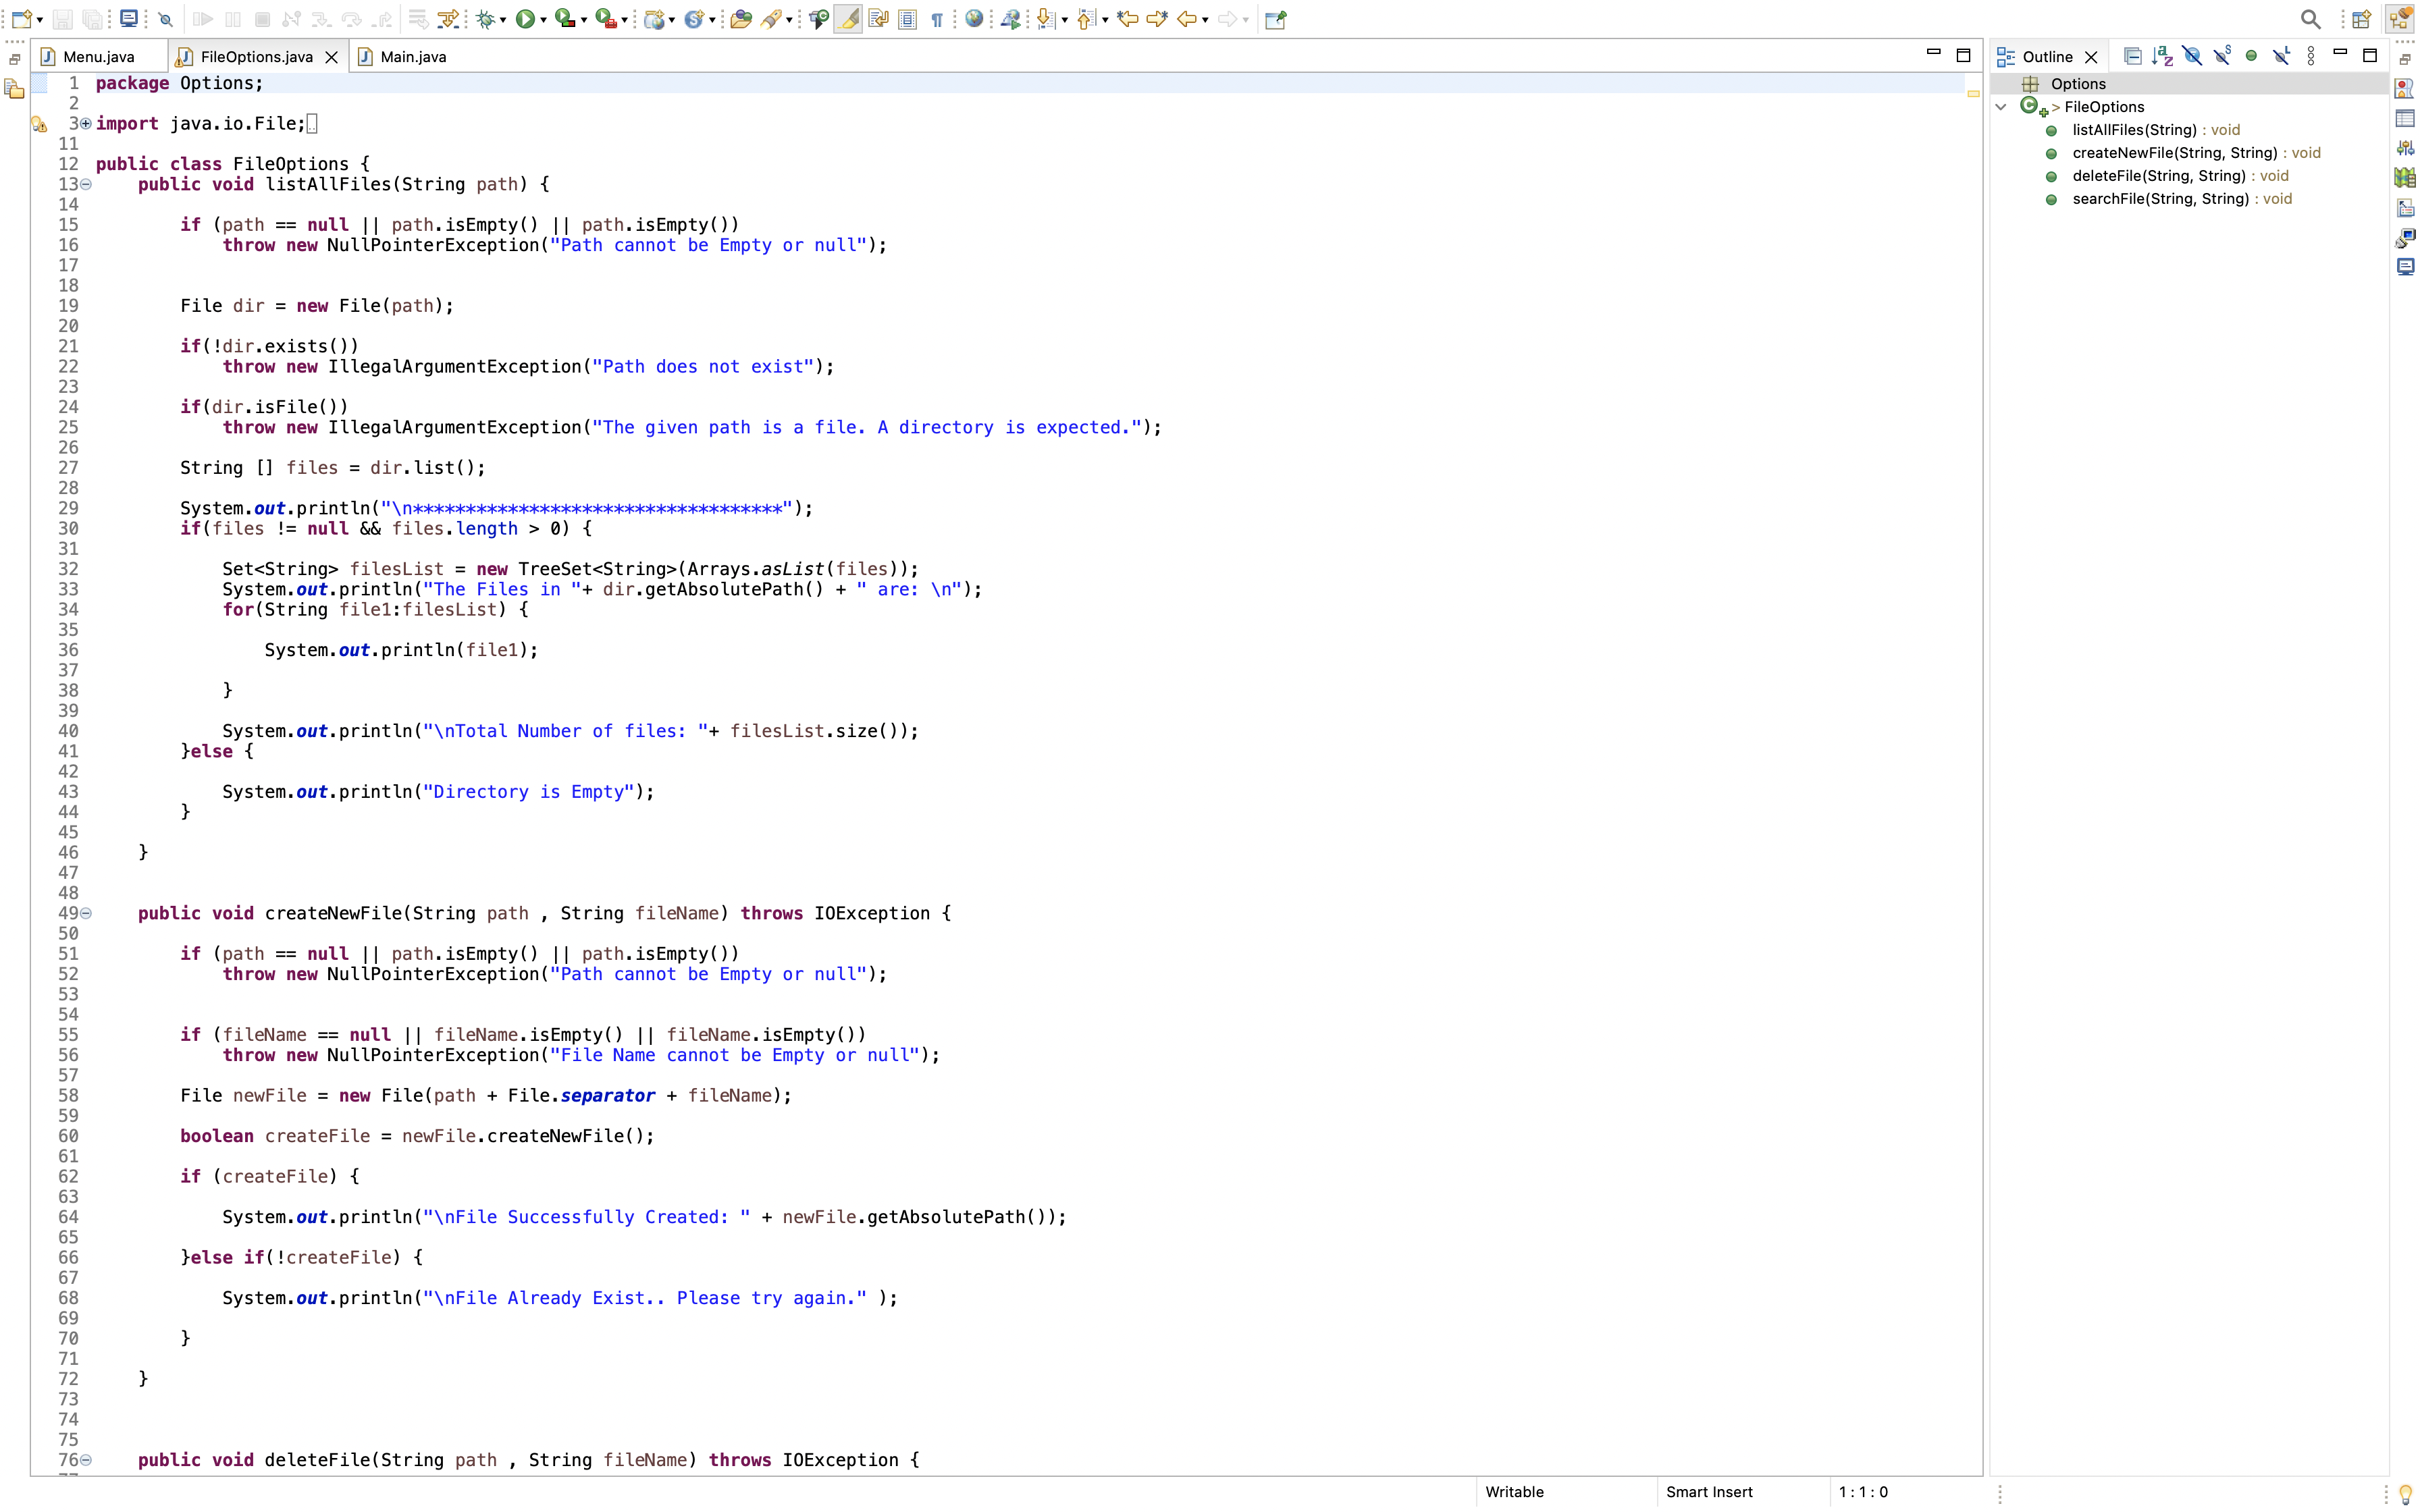 Menu.java FileOptions.java Main.java
1 package Options;
2
3 import java.io.File;
11
12 public class FileOptions {
13 public void listAllFiles(String path) {
14
15 if (path == null || path.isEmpty() || path.isEmpty())
16 throw new NullPointerException("Path cannot be Empty or null");
17
18
19 File dir = new File(path);
20
21 if(!dir.exists())
22 throw new IllegalArgumentException("Path does not exist");
23
24 if(dir.isFile())
25 throw new IllegalArgumentException("The given path is a file. A directory is expected.");
26
27 String [] files = dir.list();
28
29 System.out.println("\n***********************************");
30 if(files != null && files.length > 0) {
31
32 Set<String> filesList = new TreeSet<String>(Arrays.asList(files));
33 System.out.println("The Files in "+ dir.getAbsolutePath() + " are: \n");
34 for(String file1:filesList) {
35
36 System.out.println(file1);
37
38 }
39
40 System.out.println("\nTotal Number of files: "+ filesList.size());
41 }else {
42
43 System.out.println("Directory is Empty");
44 }
45
46 }
47
48
49 public void createNewFile(String path , String fileName) throws IOException {
50
51 if (path == null || path.isEmpty() || path.isEmpty())
52 throw new NullPointerException("Path cannot be Empty or null");
53
54
55 if (fileName == null || fileName.isEmpty() || fileName.isEmpty())
56 throw new NullPointerException("File Name cannot be Empty or null");
57
58 File newFile = new File(path + File.separator + fileName);
59
60 boolean createFile = newFile.createNewFile();
61
62 if (createFile) {
63
64 System.out.println("\nFile Successfully Created: " + newFile.getAbsolutePath());
65
66 }else if(!createFile) {
67
68 System.out.println("\nFile Already Exist.. Please try again." );
69
70 }
71
72 }
73
74
75
76 public void deleteFile(String path , String fileName) throws IOException {
Outline
Options
> FileOptions
listAllFiles(String) : void
createNewFile(String, String) : void
deleteFile(String, String) : void
searchFile(String, String) : void
Writable Smart Insert 1 : 1 : 0